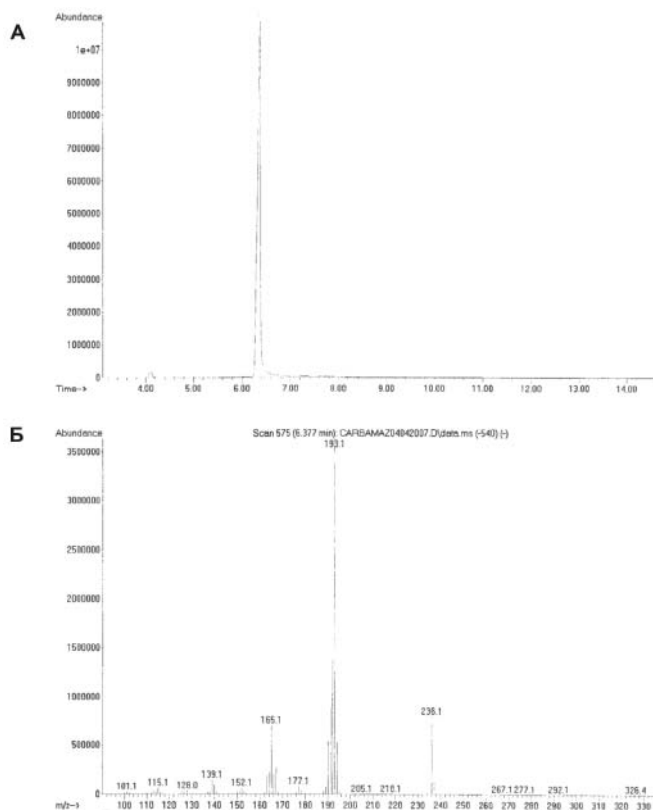 А
Abundance
1e+07
9000000
8000000
7000000
6000000
5000000
4000000
3000000
2000000
1000000
0
Time-->
4.00 5.00 6.00 7.00 8.00 9.00 10.00 11.00 12.00 13.00 14.00
Б
Abundance
Scan 575 (6.377 min): CARBAMAZ04042007.D\data.ms (-540) (-)
193.1
3500000
3000000
2500000
2000000
1500000
1000000
500000
0
165.1
236.1
101.1 115.1 128.0 139.1 152.1 177.1 205.1 218.1 267.1 277.1 292.1 326.4
m/z-->
100 110 120 130 140 150 160 170 180 190 200 210 220 230 240 250 260 270 280 290 300 310 320 330